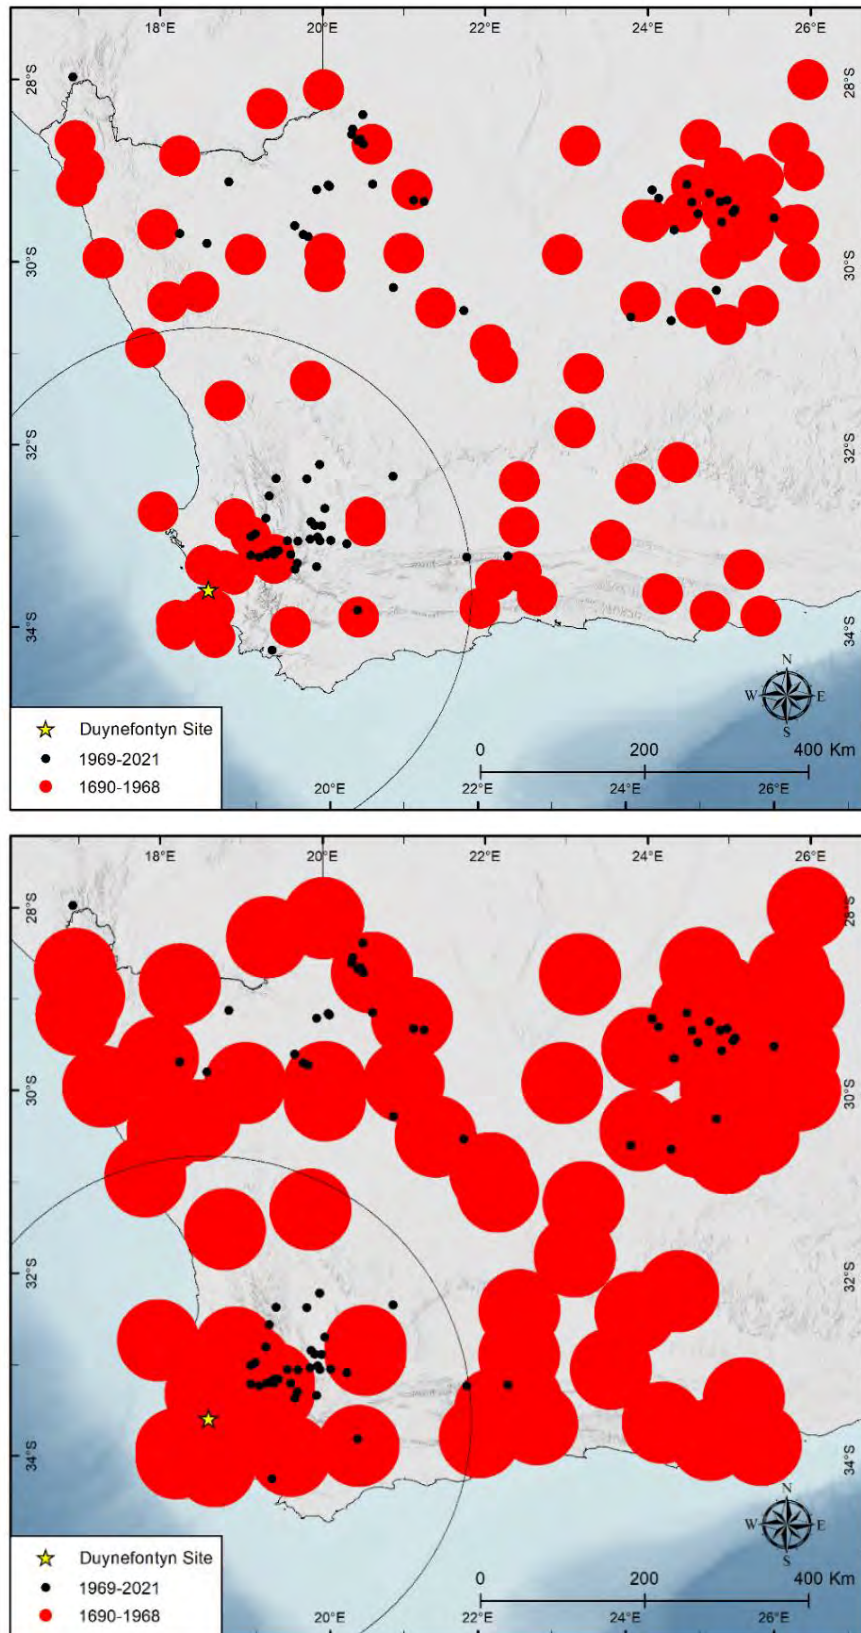 18°E 20°E 22°E 24°E 26°E
28°S 28°S
30°S 30°S
32°S 32°S
34°S 34°S
N
W E
S
Duynefontyn Site
1969-2021
1690-1968
0 200 400 Km
20°E 22°E 24°E 26°E
18°E 20°E 22°E 24°E 26°E
28°S 28°S
30°S 30°S
32°S 32°S
34°S 34°S
N
W E
S
Duynefontyn Site
1969-2021
1690-1968
0 200 400 Km
20°E 22°E 24°E 26°E